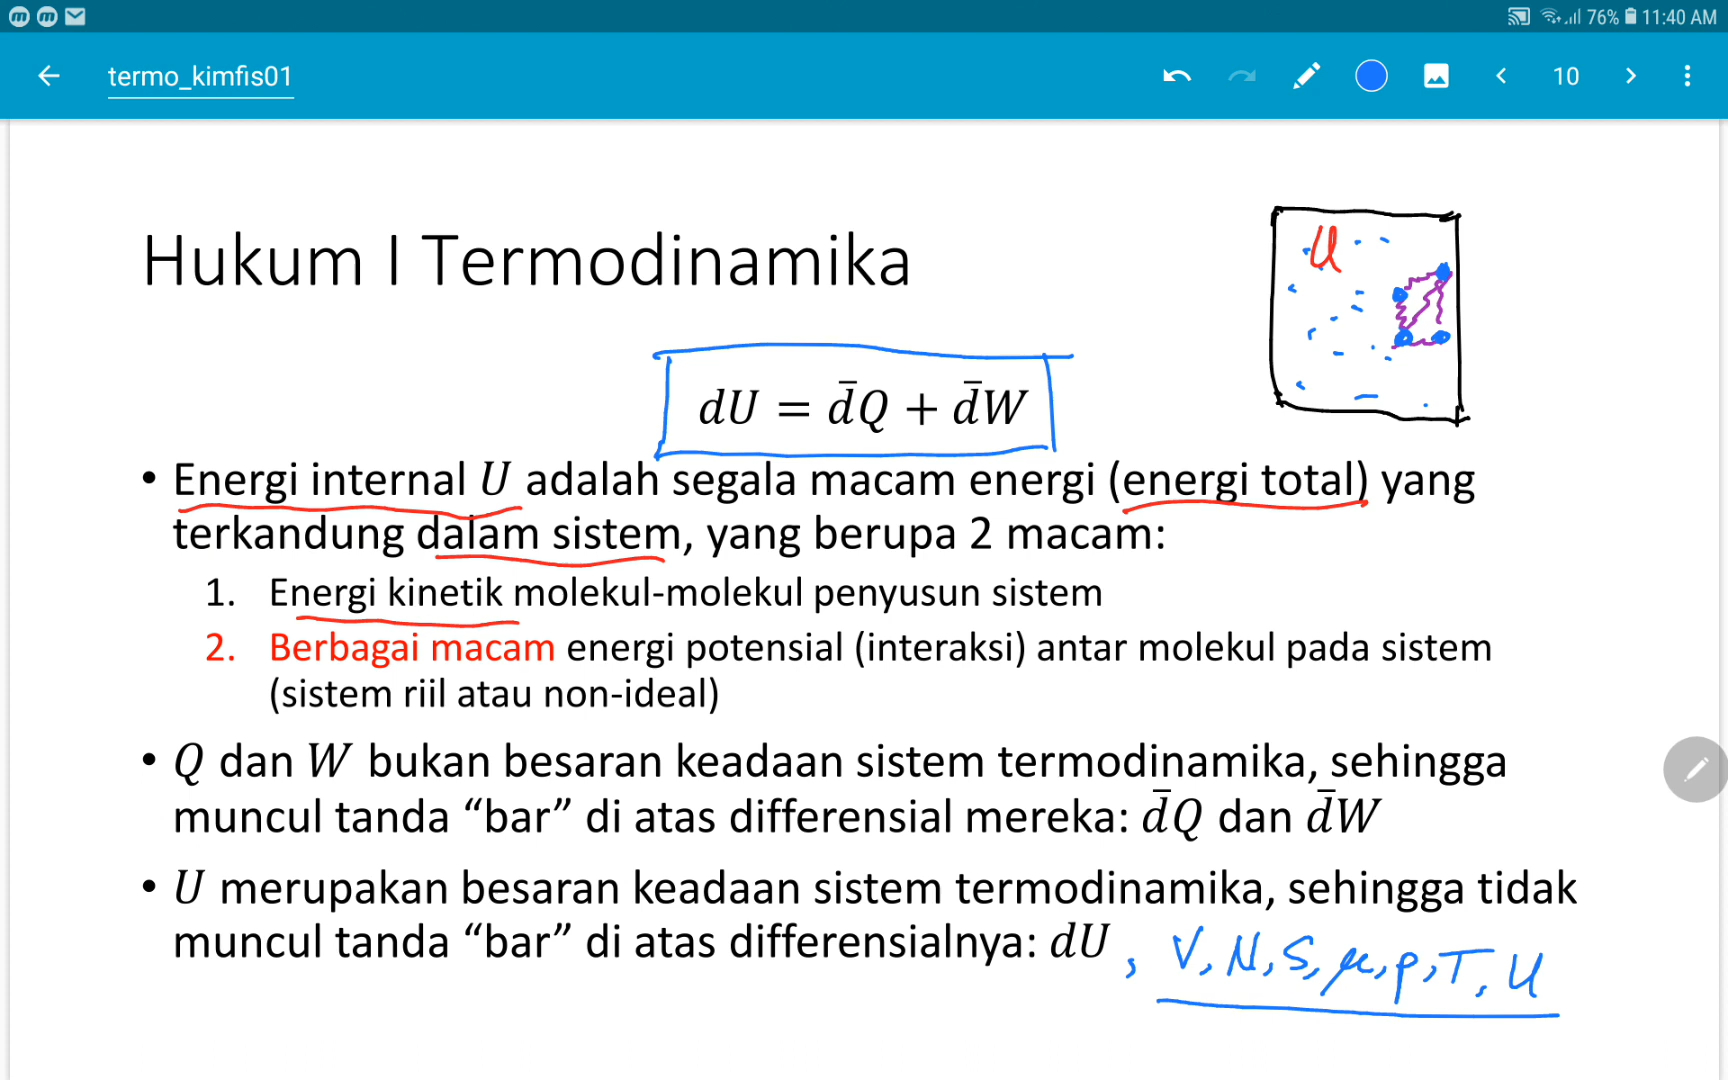 76% 11:40 AM
termo_kimfis01 10
Hukum I Termodinamika
U
dU = đQ + đW
• Energi internal U adalah segala macam energi (energi total) yang
terkandung dalam sistem, yang berupa 2 macam:
1. Energi kinetik molekul-molekul penyusun sistem
2. Berbagai macam energi potensial (interaksi) antar molekul pada sistem
(sistem riil atau non-ideal)
• Q dan W bukan besaran keadaan sistem termodinamika, sehingga
muncul tanda “bar” di atas differensial mereka: đQ dan đW
• U merupakan besaran keadaan sistem termodinamika, sehingga tidak
muncul tanda “bar” di atas differensialnya: dU , V, N, S, μ, p, T, U